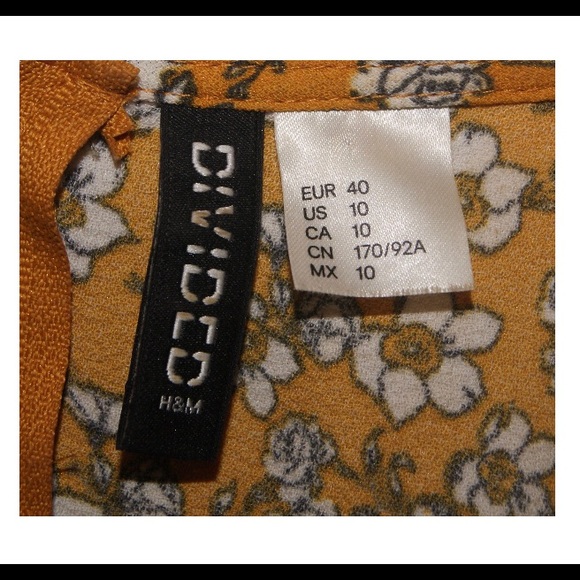 DIVIDED
H&M
EUR 40
US 10
CA 10
CN 170/92A
MX 10